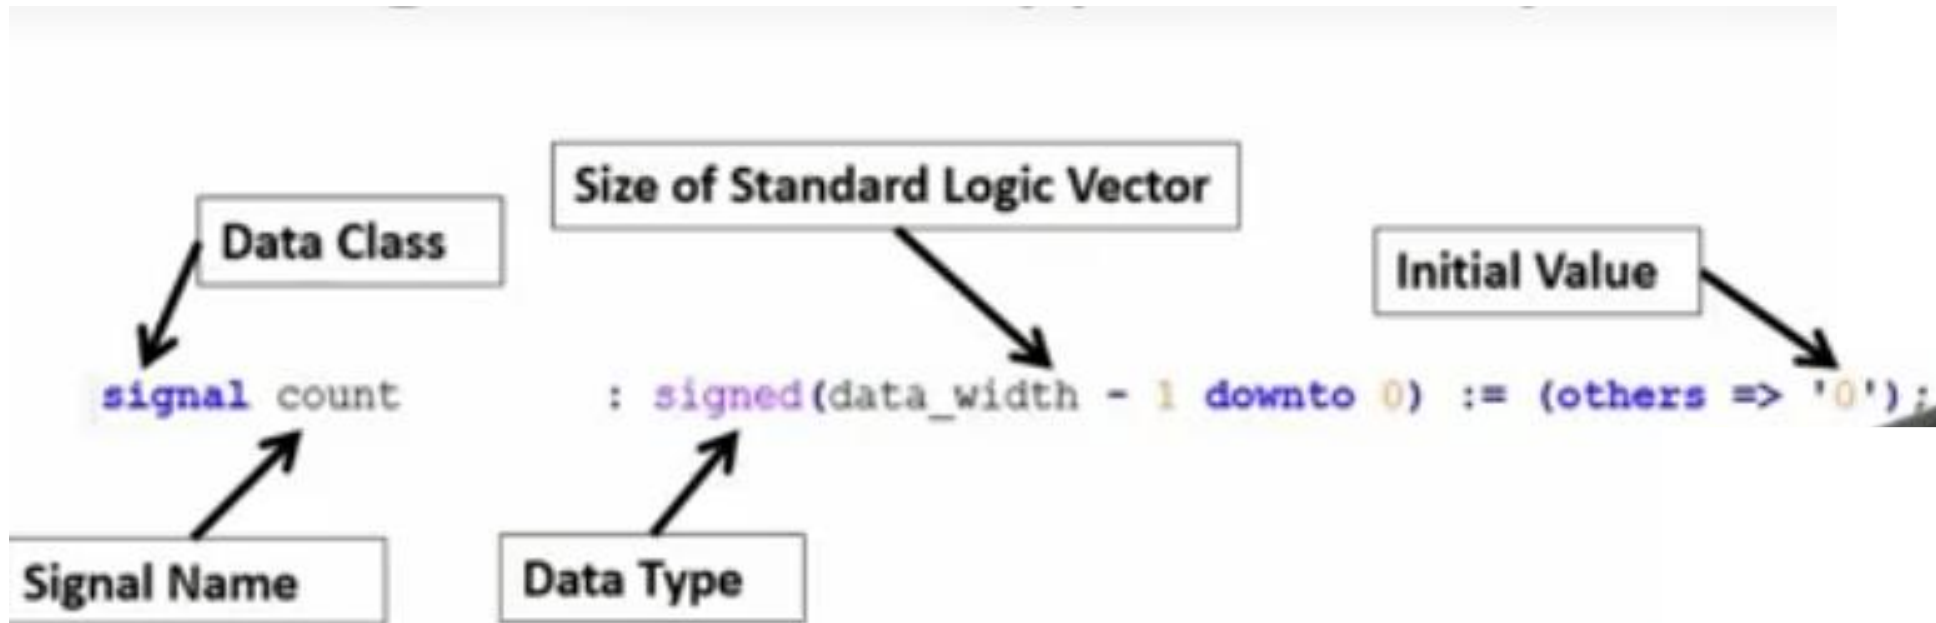 Size of Standard Logic Vector
Data Class
Initial Value
signal count : signed(data_width - 1 downto 0) := (others => '0');
Signal Name
Data Type